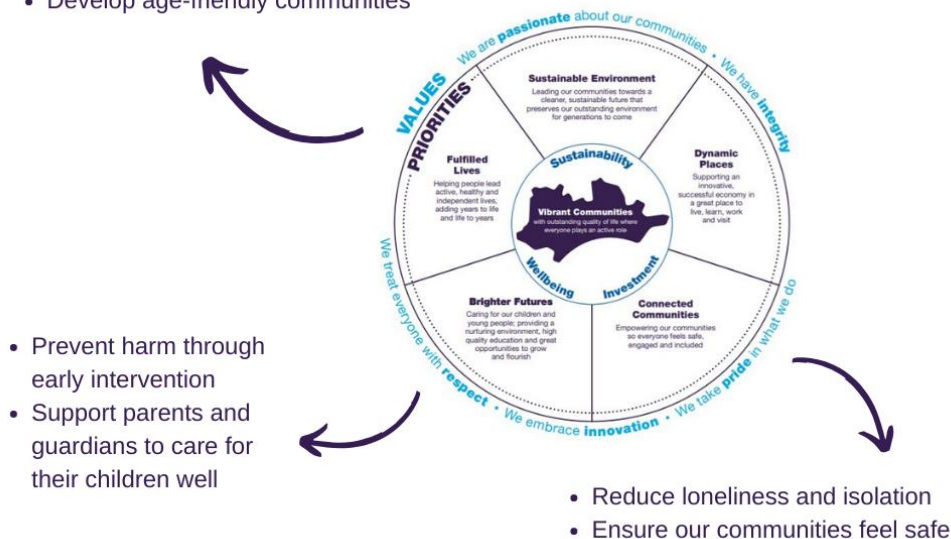 • Develop age-friendly communities
We are passionate about our communities • We have integrity
VALUES
PRIORITIES
Sustainable Environment
Leading our communities towards a
cleaner, sustainable future that
preserves our outstanding environment
for generations to come
Fulfilled
Lives
Helping people lead
active, healthy and
independent lives,
adding years to life
and life to years
Dynamic
Places
Supporting an
innovative,
successful economy in
a great place to
live, learn, work
and visit
Sustainability
Vibrant Communities
with outstanding quality of life where
everyone plays an active role
Wellbeing
Investment
Brighter Futures
Caring for our children and
young people; providing a
nurturing environment, high
quality education and great
opportunities to grow
and flourish
Connected
Communities
Empowering our communities
so everyone feels safe,
engaged and included
We treat everyone with respect • We embrace innovation • We take pride in what we do
• Prevent harm through
early intervention
• Support parents and
guardians to care for
their children well
• Reduce loneliness and isolation
• Ensure our communities feel safe